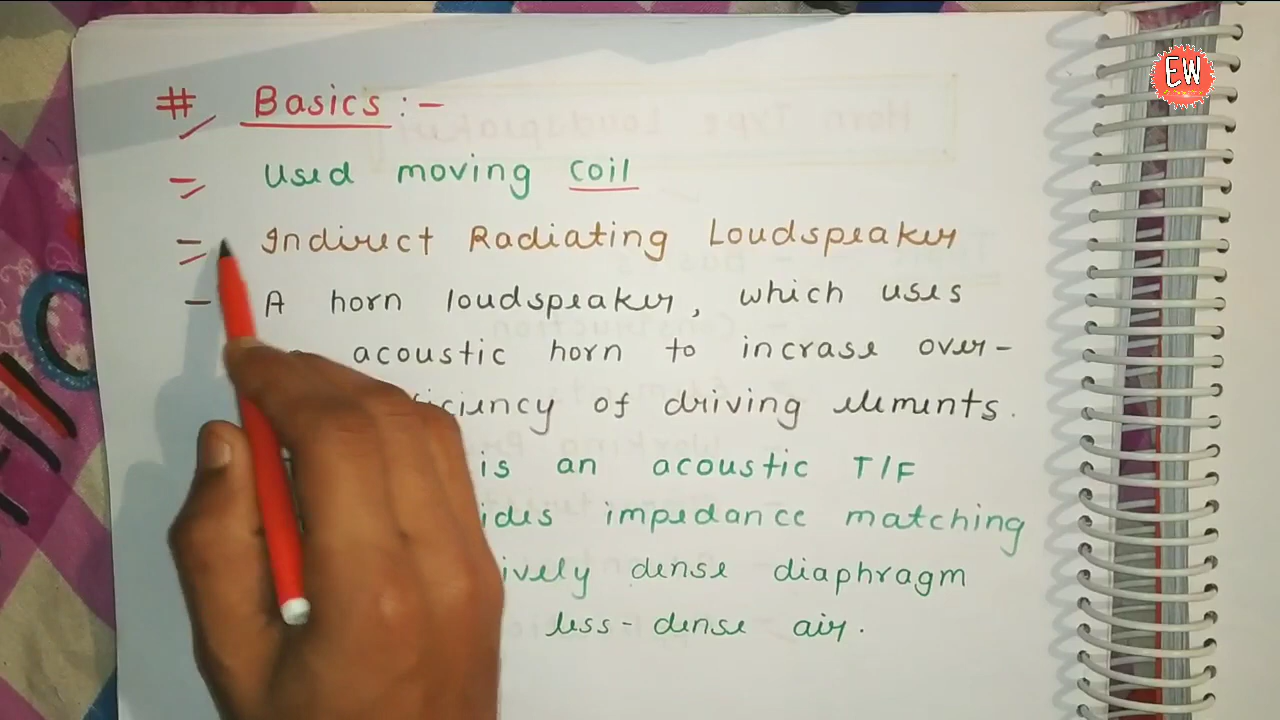 # Basics :-
- Used moving coil
- Indirect Radiating Loudspeaker
- A horn loudspeaker, which uses
acoustic horn to incrase over-
of driving elements.
is an acoustic T/F
impedance matching
dense diaphragm
less-dense air.
EW